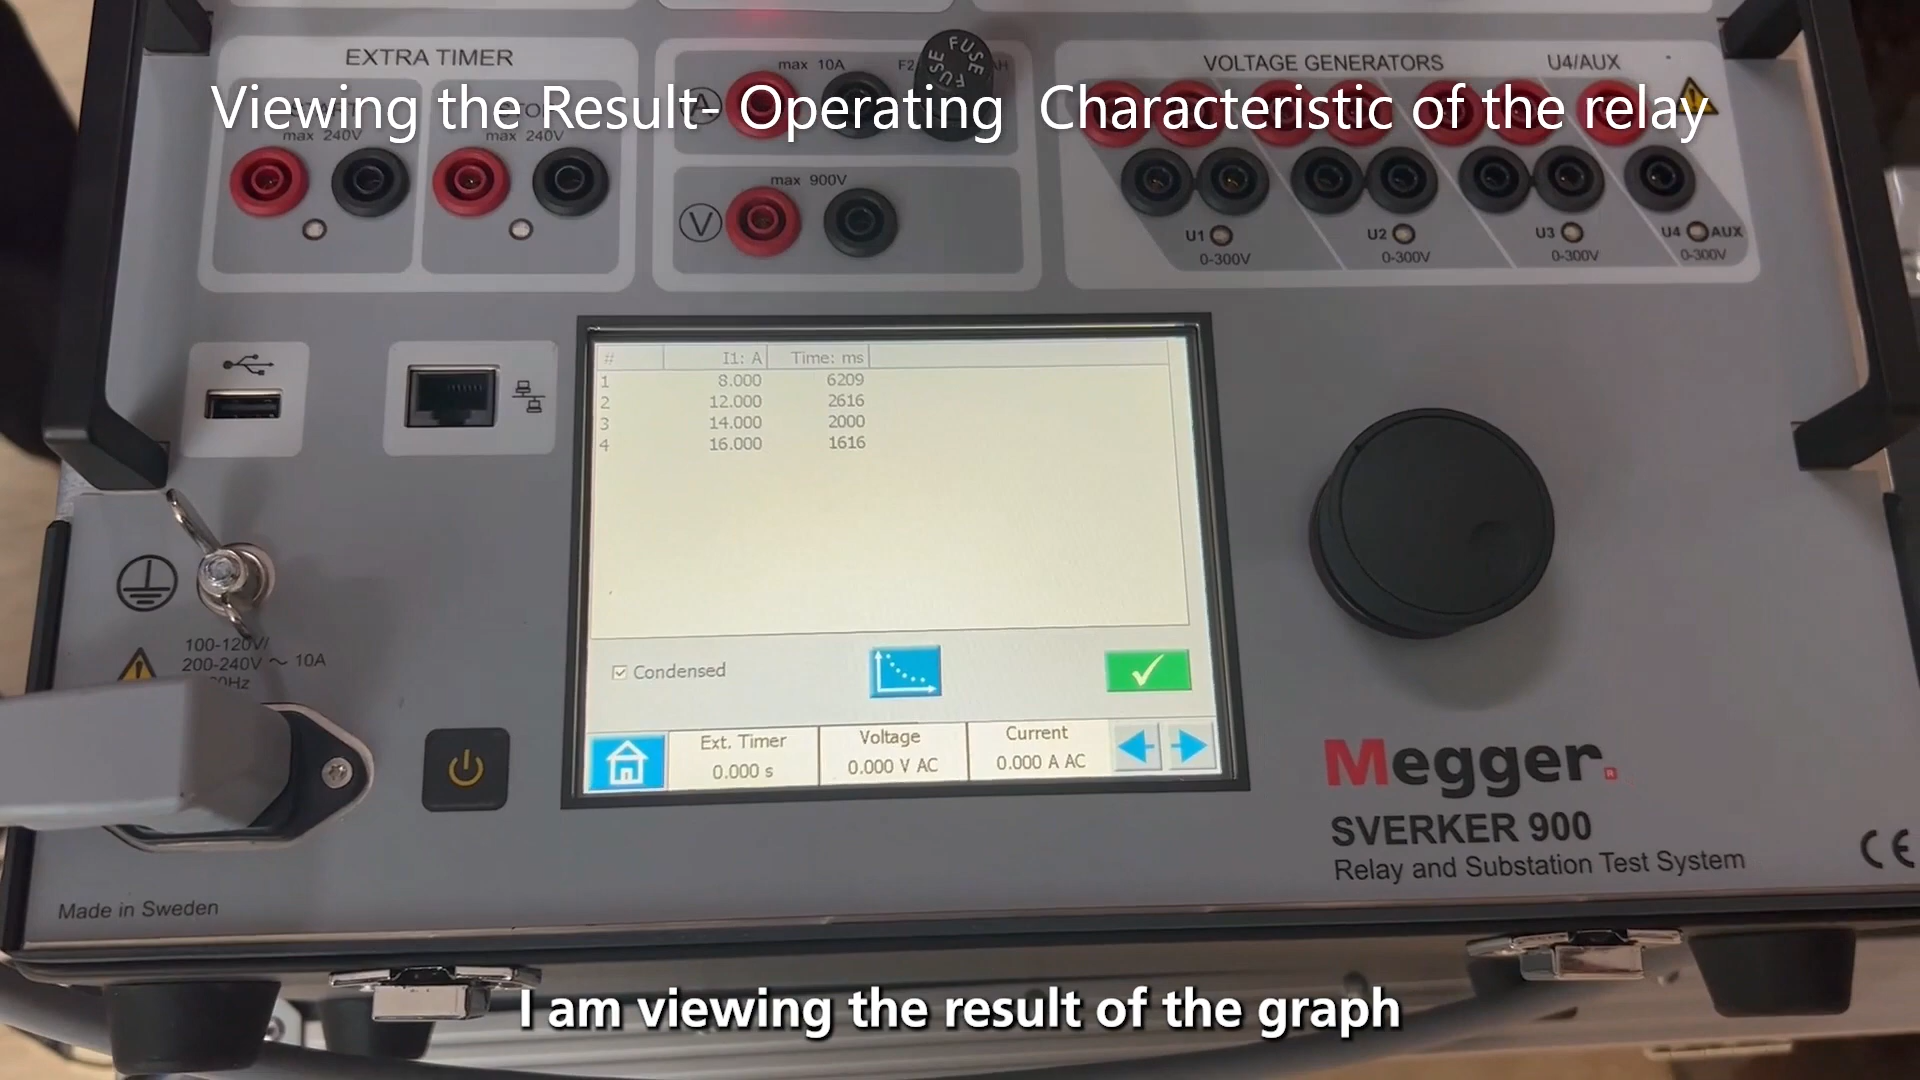 EXTRA TIMER
max 10A
FUSE
FUSE
VOLTAGE GENERATORS
U4/AUX
Viewing the Result- Operating Characteristic of the relay
max 240V
max 240V
max 900V
V
U1
0-300V
U2
0-300V
U3
0-300V
U4 AUX
0-300V
# I1: A Time: ms
1 8.000 6209
2 12.000 2616
3 14.000 2000
4 16.000 1616
100-120V/
200-240V ~ 10A
Condensed
Ext. Timer
0.000 s
Voltage
0.000 V AC
Current
0.000 A AC
Megger
SVERKER 900
Relay and Substation Test System
CE
Made in Sweden
I am viewing the result of the graph